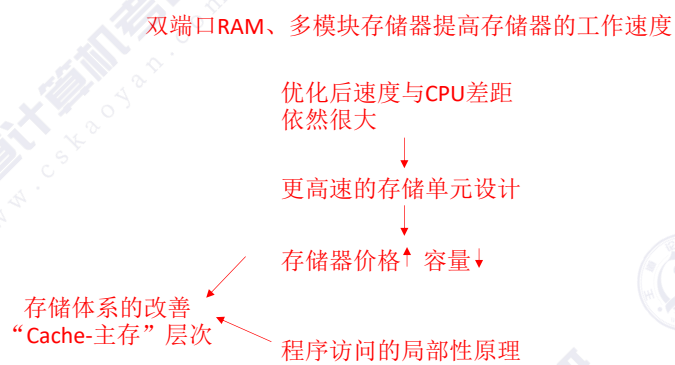 双端口RAM、多模块存储器提高存储器的工作速度
优化后速度与CPU差距
依然很大
更高速的存储单元设计
存储器价格↑ 容量↓
存储体系的改善
“Cache-主存”层次
程序访问的局部性原理